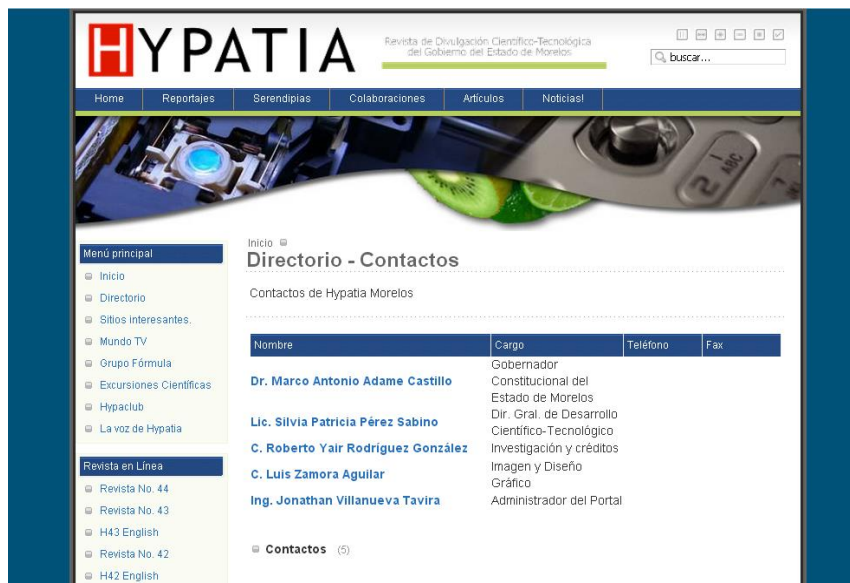 HYPATIA
Revista de Divulgación Científico-Tecnológica
del Gobierno del Estado de Morelos
buscar...
Home Reportajes Serendipias Colaboraciones Artículos Noticias!
ABC
2
1
Menú principal
Inicio
Directorio
Sitios interesantes.
Mundo TV
Grupo Fórmula
Excursiones Científicas
Hypaclub
La voz de Hypatia
Revista en Línea
Revista No. 44
Revista No. 43
H43 English
Revista No. 42
H42 English
Inicio
Directorio - Contactos
Contactos de Hypatia Morelos
Nombre Cargo Teléfono Fax
Dr. Marco Antonio Adame Castillo Gobernador
Constitucional del
Estado de Morelos
Lic. Silvia Patricia Pérez Sabino Dir. Gral. de Desarrollo
Científico-Tecnológico
C. Roberto Yair Rodríguez González Investigación y créditos
C. Luis Zamora Aguilar Imagen y Diseño
Gráfico
Ing. Jonathan Villanueva Tavira Administrador del Portal
Contactos (5)